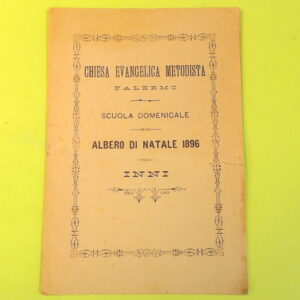 CHIESA EVANGELICA METODISTA
PALERMO
SCUOLA DOMENICALE
ALBERO DI NATALE 1896
INNI